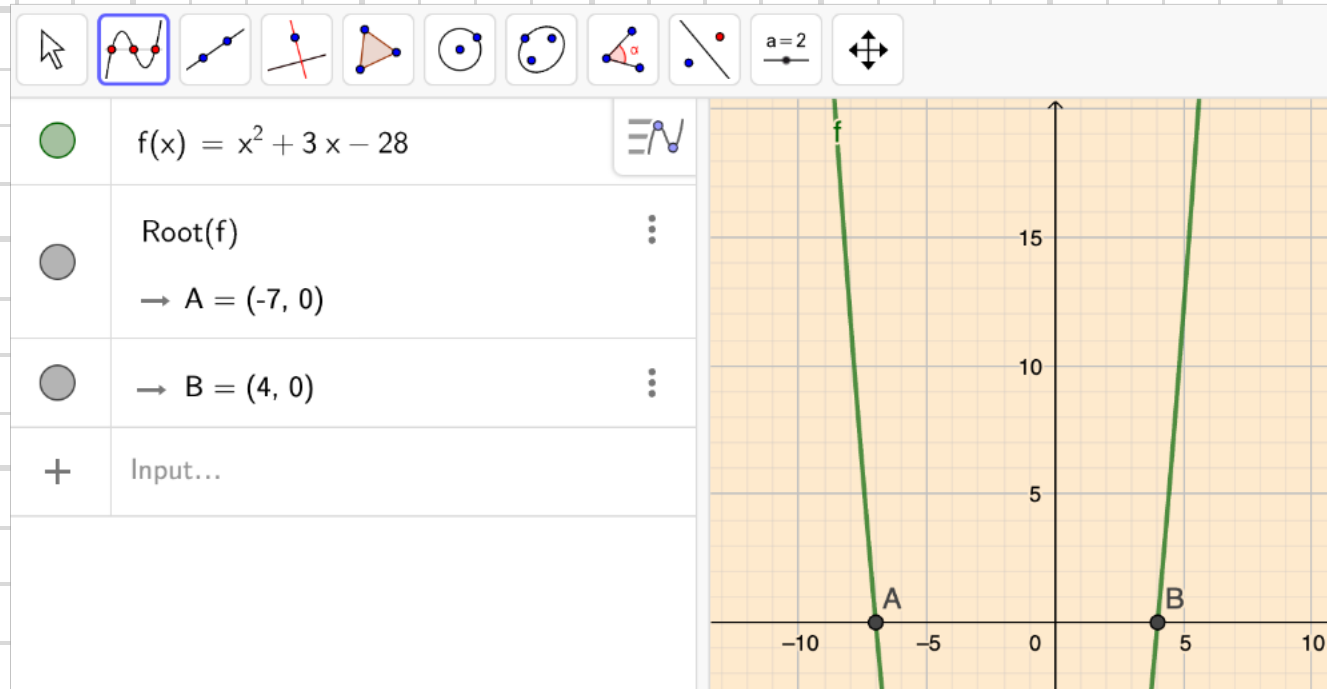 α
a=2
f(x) = x² + 3 x − 28
Root(f)
→ A = (-7, 0)
→ B = (4, 0)
+ Input…
f
15
10
5
A
B
−10 −5 0 5 10